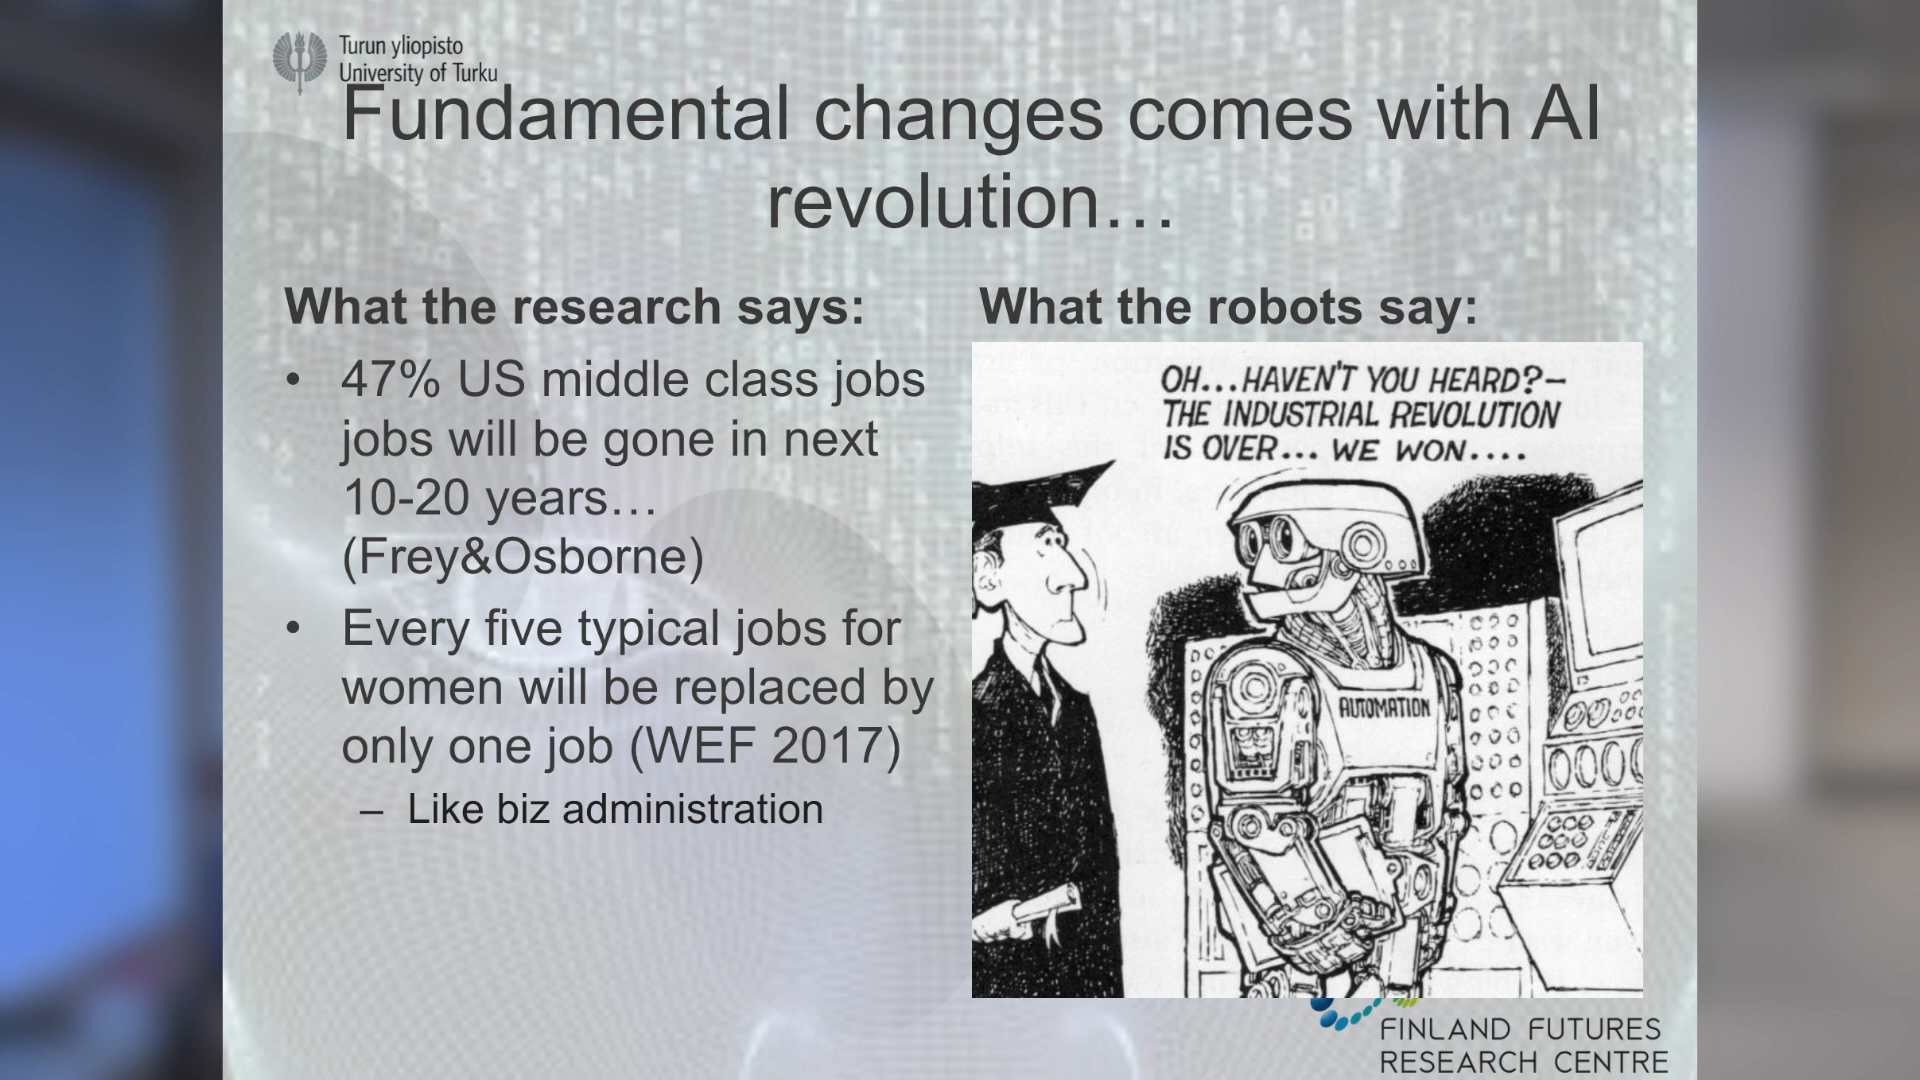 Turun yliopisto
University of Turku
Fundamental changes comes with AI
revolution…
What the research says:
• 47% US middle class jobs
jobs will be gone in next
10-20 years…
(Frey&Osborne)
• Every five typical jobs for
women will be replaced by
only one job (WEF 2017)
– Like biz administration
What the robots say:
OH...HAVEN'T YOU HEARD?—
THE INDUSTRIAL REVOLUTION
IS OVER... WE WON....
AUTOMATION
FINLAND FUTURES
RESEARCH CENTRE